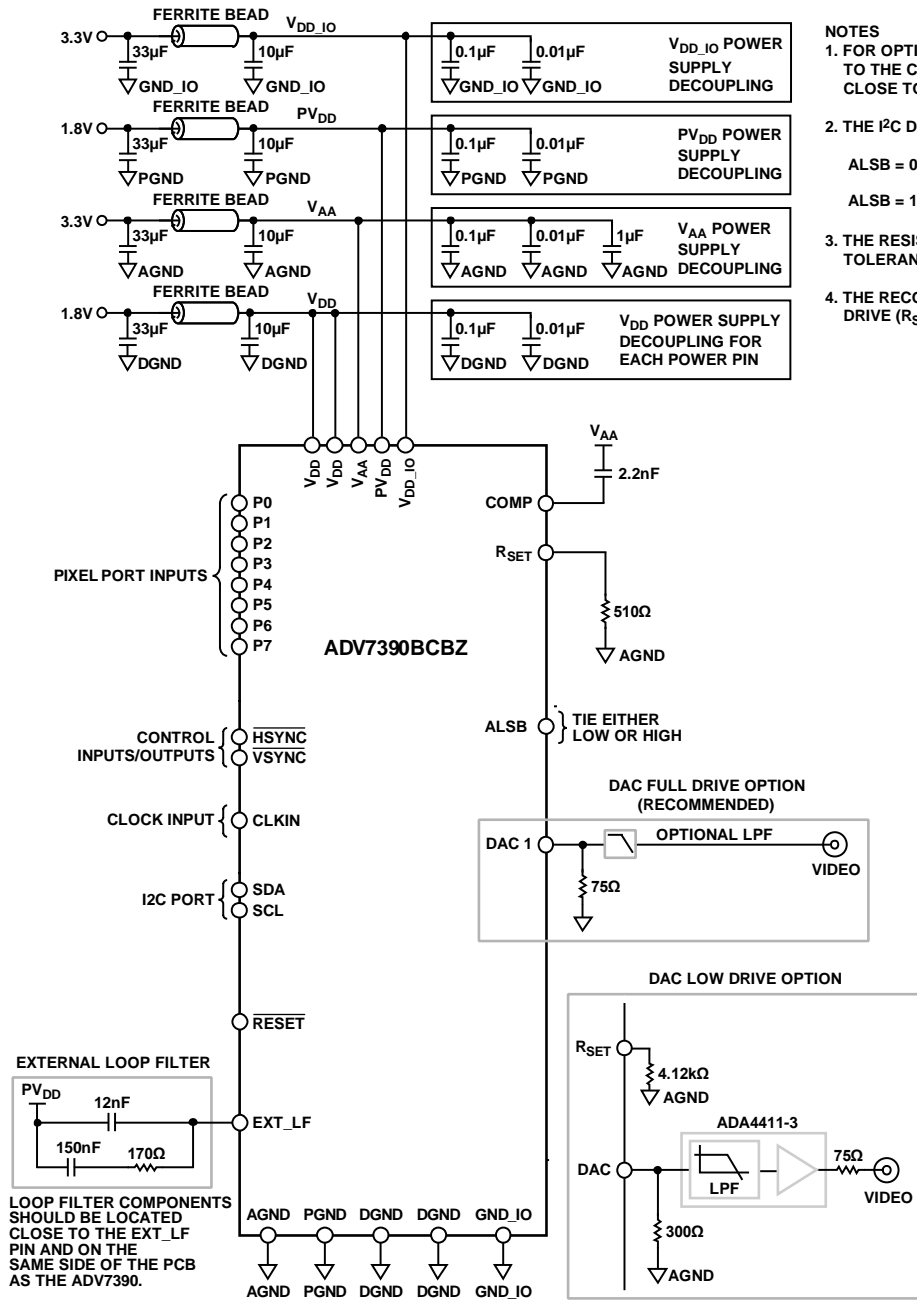 FERRITE BEAD
3.3V
VDD_IO
33µF
10µF
GND_IO
GND_IO
0.1µF
0.01µF
GND_IO
GND_IO
VDD_IO POWER
SUPPLY
DECOUPLING
FERRITE BEAD
1.8V
PVDD
33µF
10µF
PGND
PGND
0.1µF
0.01µF
PGND
PGND
PVDD POWER
SUPPLY
DECOUPLING
FERRITE BEAD
3.3V
VAA
33µF
10µF
AGND
AGND
0.1µF
0.01µF
1µF
AGND
AGND
AGND
VAA POWER
SUPPLY
DECOUPLING
FERRITE BEAD
1.8V
VDD
33µF
10µF
DGND
DGND
0.1µF
0.01µF
DGND
DGND
VDD POWER SUPPLY
DECOUPLING FOR
EACH POWER PIN
NOTES
1. FOR OPTI
TO THE C
CLOSE TO
2. THE I²C D
ALSB = 0
ALSB = 1
3. THE RESIS
TOLERAN
4. THE RECO
DRIVE (RS
VDD
VDD
VAA
PVDD
VDD_IO
PIXEL PORT INPUTS
P0
P1
P2
P3
P4
P5
P6
P7
ADV7390BCBZ
COMP
VAA
2.2nF
RSET
510Ω
AGND
CONTROL
INPUTS/OUTPUTS
HSYNC
VSYNC
ALSB
TIE EITHER
LOW OR HIGH
CLOCK INPUT
CLKIN
DAC FULL DRIVE OPTION
(RECOMMENDED)
DAC 1
OPTIONAL LPF
75Ω
VIDEO
I2C PORT
SDA
SCL
RESET
DAC LOW DRIVE OPTION
RSET
4.12kΩ
AGND
ADA4411-3
DAC
LPF
75Ω
VIDEO
300Ω
AGND
EXTERNAL LOOP FILTER
PVDD
12nF
150nF
170Ω
EXT_LF
LOOP FILTER COMPONENTS
SHOULD BE LOCATED
CLOSE TO THE EXT_LF
PIN AND ON THE
SAME SIDE OF THE PCB
AS THE ADV7390.
AGND PGND DGND DGND GND_IO
AGND PGND DGND DGND GND_IO